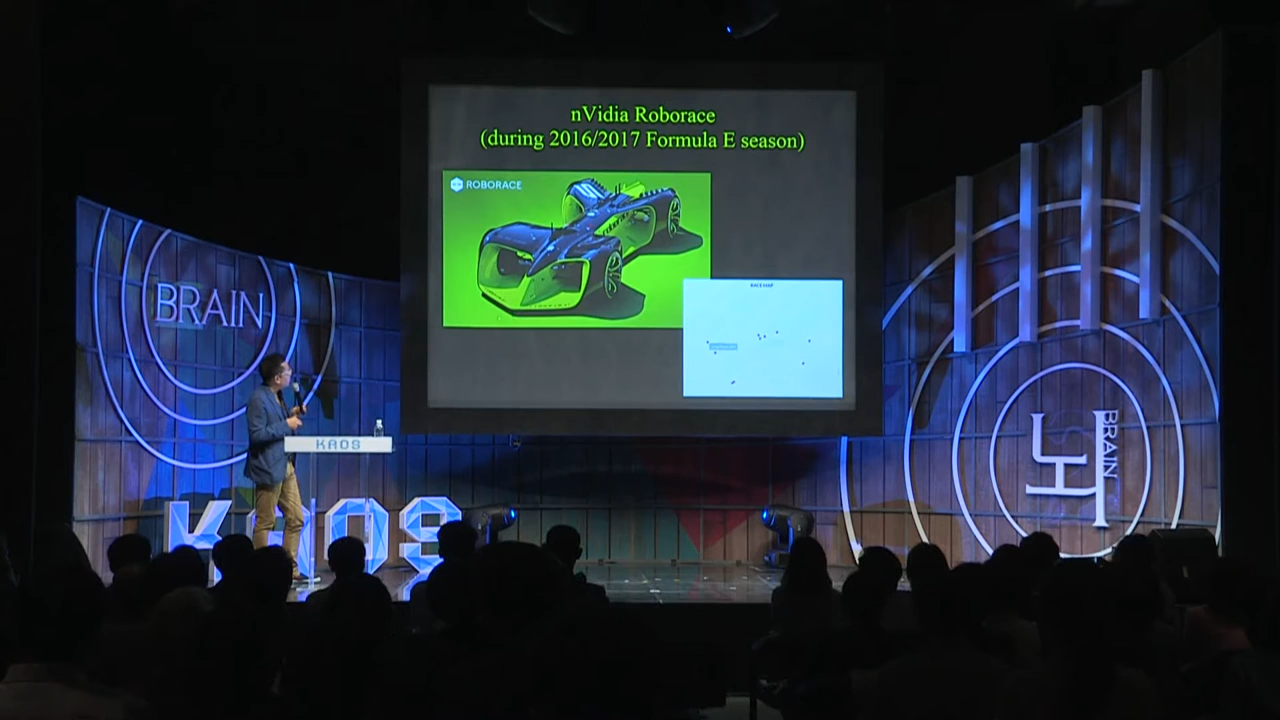 nVidia Roborace
(during 2016/2017 Formula E season)
ROBORACE
RACE MAP
BRAIN
KAOS
KAOS
뇌
BRAIN